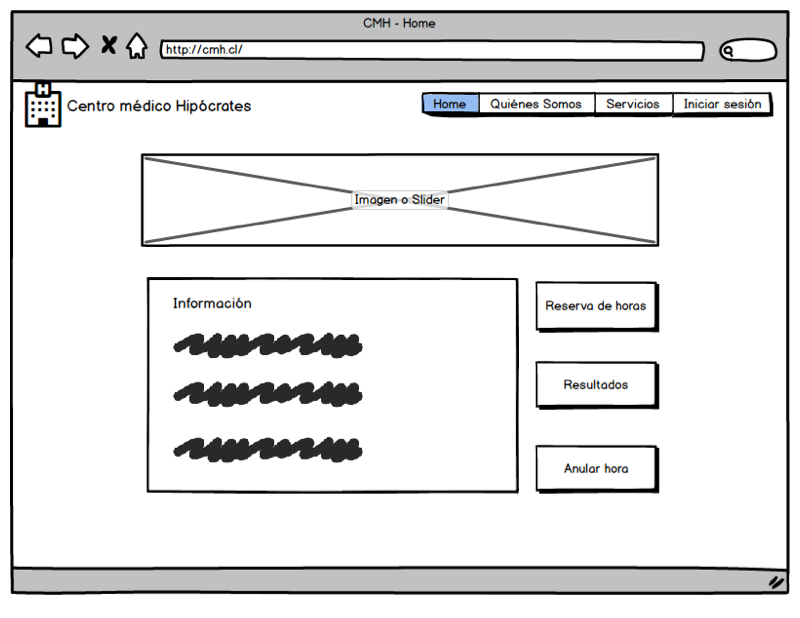 CMH - Home
http://cmh.cl/
H
Centro médico Hipócrates
Home Quiénes Somos Servicios Iniciar sesión
Imagen o Slider
Información
Reserva de horas
Resultados
Anular hora